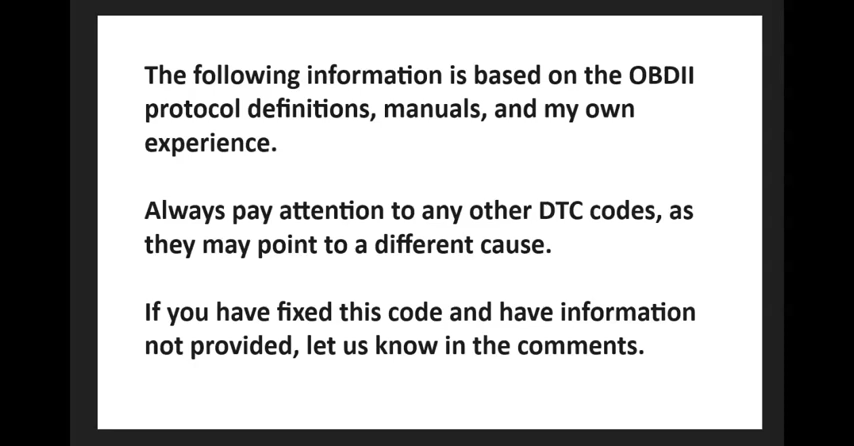 The following information is based on the OBDII
protocol definitions, manuals, and my own
experience.
Always pay attention to any other DTC codes, as
they may point to a different cause.
If you have fixed this code and have information
not provided, let us know in the comments.